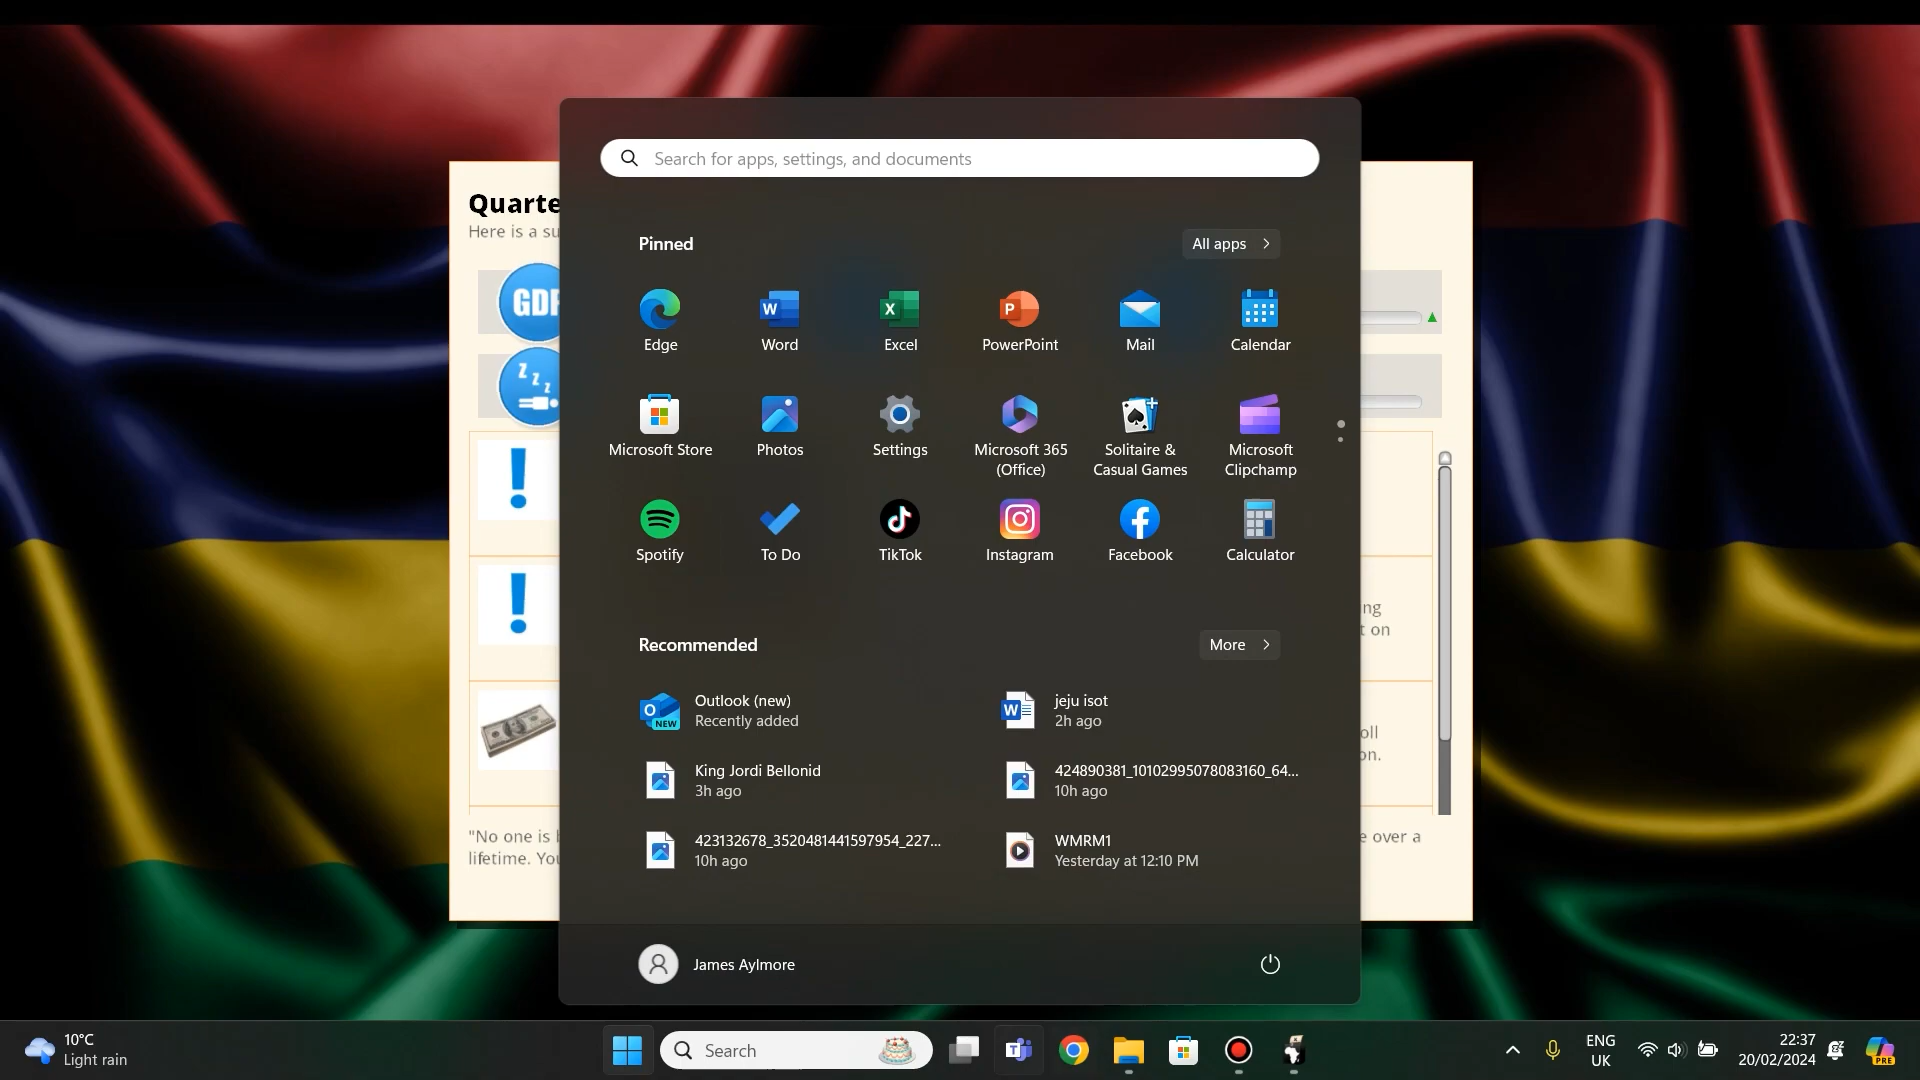 Search for apps, settings, and documents
Quarte
Here is a su
Pinned
All apps
GDP
Edge
Word
Excel
PowerPoint
Mail
Calendar
z z z
Microsoft Store
Photos
Settings
Microsoft 365
(Office)
Solitaire &
Casual Games
Microsoft
Clipchamp
Spotify
To Do
TikTok
Instagram
Facebook
Calculator
ng
t on
Recommended
More
Outlook (new)
Recently added
jeju isot
2h ago
oll
on.
King Jordi Bellonid
3h ago
424890381_10102995078083160_64...
10h ago
423132678_3520481441597954_227...
10h ago
WMRM1
Yesterday at 12:10 PM
"No one is
e over a
lifetime. You
James Aylmore
10°C
Light rain
Search
ENG
UK
22:37
20/02/2024
PRE